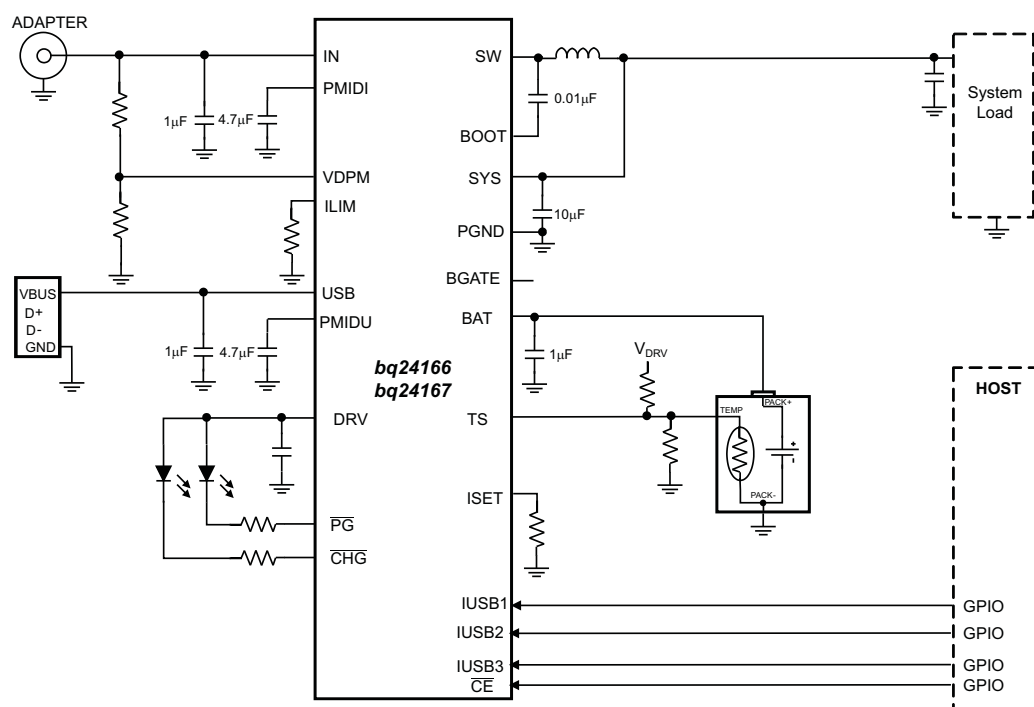 ADAPTER
IN
PMIDI
1μF
4.7μF
VDPM
ILIM
VBUS
D+
D-
GND
USB
PMIDU
1μF
4.7μF
bq24166
bq24167
DRV
PG
CHG
SW
0.01μF
BOOT
SYS
10μF
PGND
BGATE
BAT
1μF
VDRV
TS
TEMP
PACK+
+
-
PACK-
ISET
IUSB1
IUSB2
IUSB3
CE
System
Load
HOST
GPIO
GPIO
GPIO
GPIO